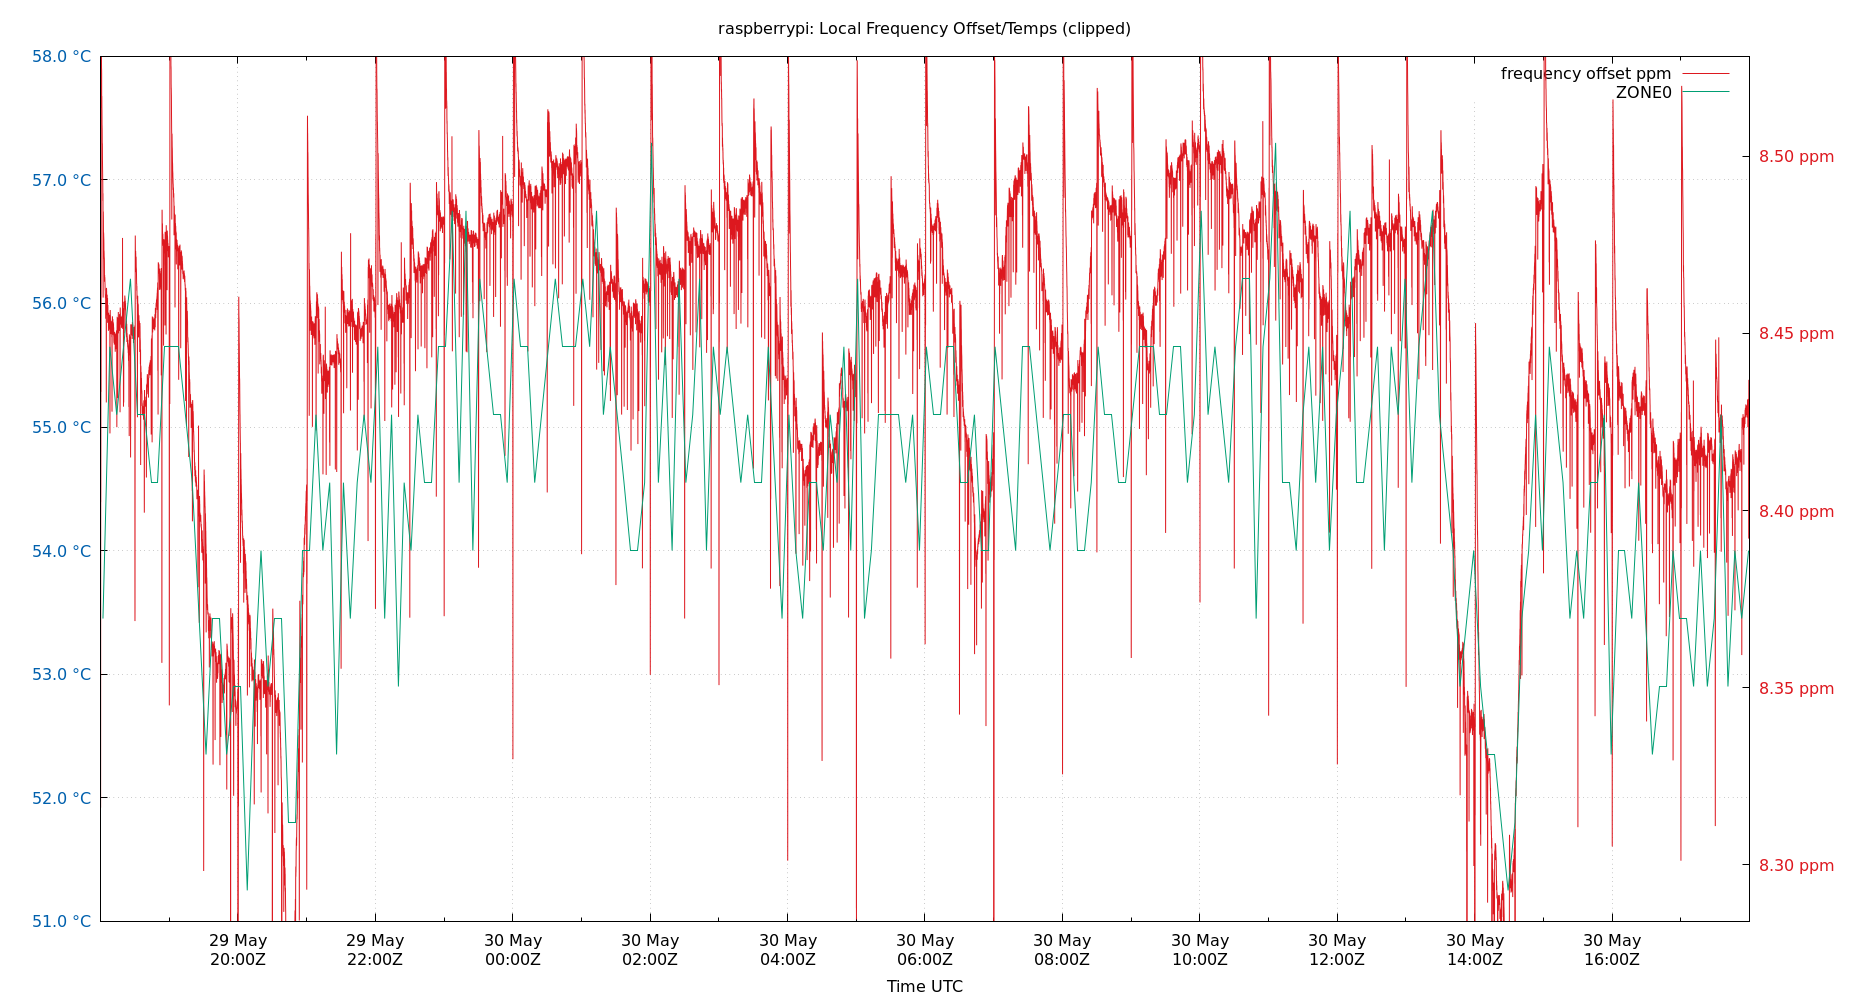 raspberrypi: Local Frequency Offset/Temps (clipped)
58.0 °C
57.0 °C
56.0 °C
55.0 °C
54.0 °C
53.0 °C
52.0 °C
51.0 °C
frequency offset ppm
ZONE0
8.50 ppm
8.45 ppm
8.40 ppm
8.35 ppm
8.30 ppm
29 May
20:00Z
29 May
22:00Z
30 May
00:00Z
30 May
02:00Z
30 May
04:00Z
30 May
06:00Z
30 May
08:00Z
30 May
10:00Z
30 May
12:00Z
30 May
14:00Z
30 May
16:00Z
Time UTC